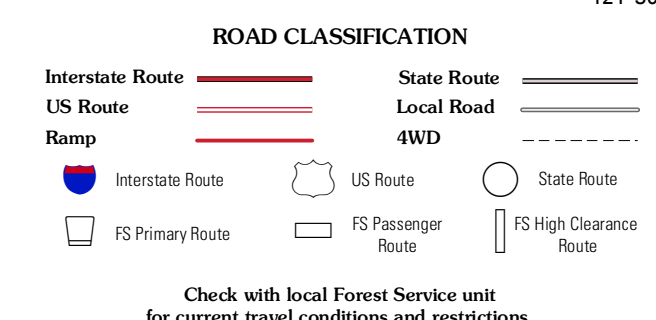 ROAD CLASSIFICATION
Interstate Route
State Route
US Route
Local Road
Ramp
4WD
Interstate Route
US Route
State Route
FS Primary Route
FS Passenger
Route
FS High Clearance
Route
Check with local Forest Service unit
for current travel conditions and restrictions